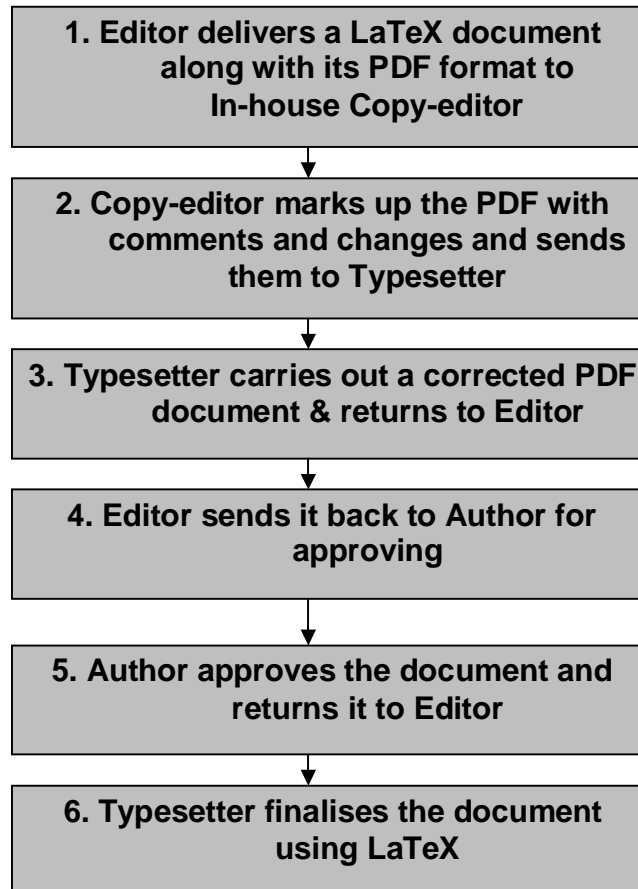 1. Editor delivers a LaTeX document
along with its PDF format to
In-house Copy-editor
2. Copy-editor marks up the PDF with
comments and changes and sends
them to Typesetter
3. Typesetter carries out a corrected PDF
document & returns to Editor
4. Editor sends it back to Author for
approving
5. Author approves the document and
returns it to Editor
6. Typesetter finalises the document
using LaTeX